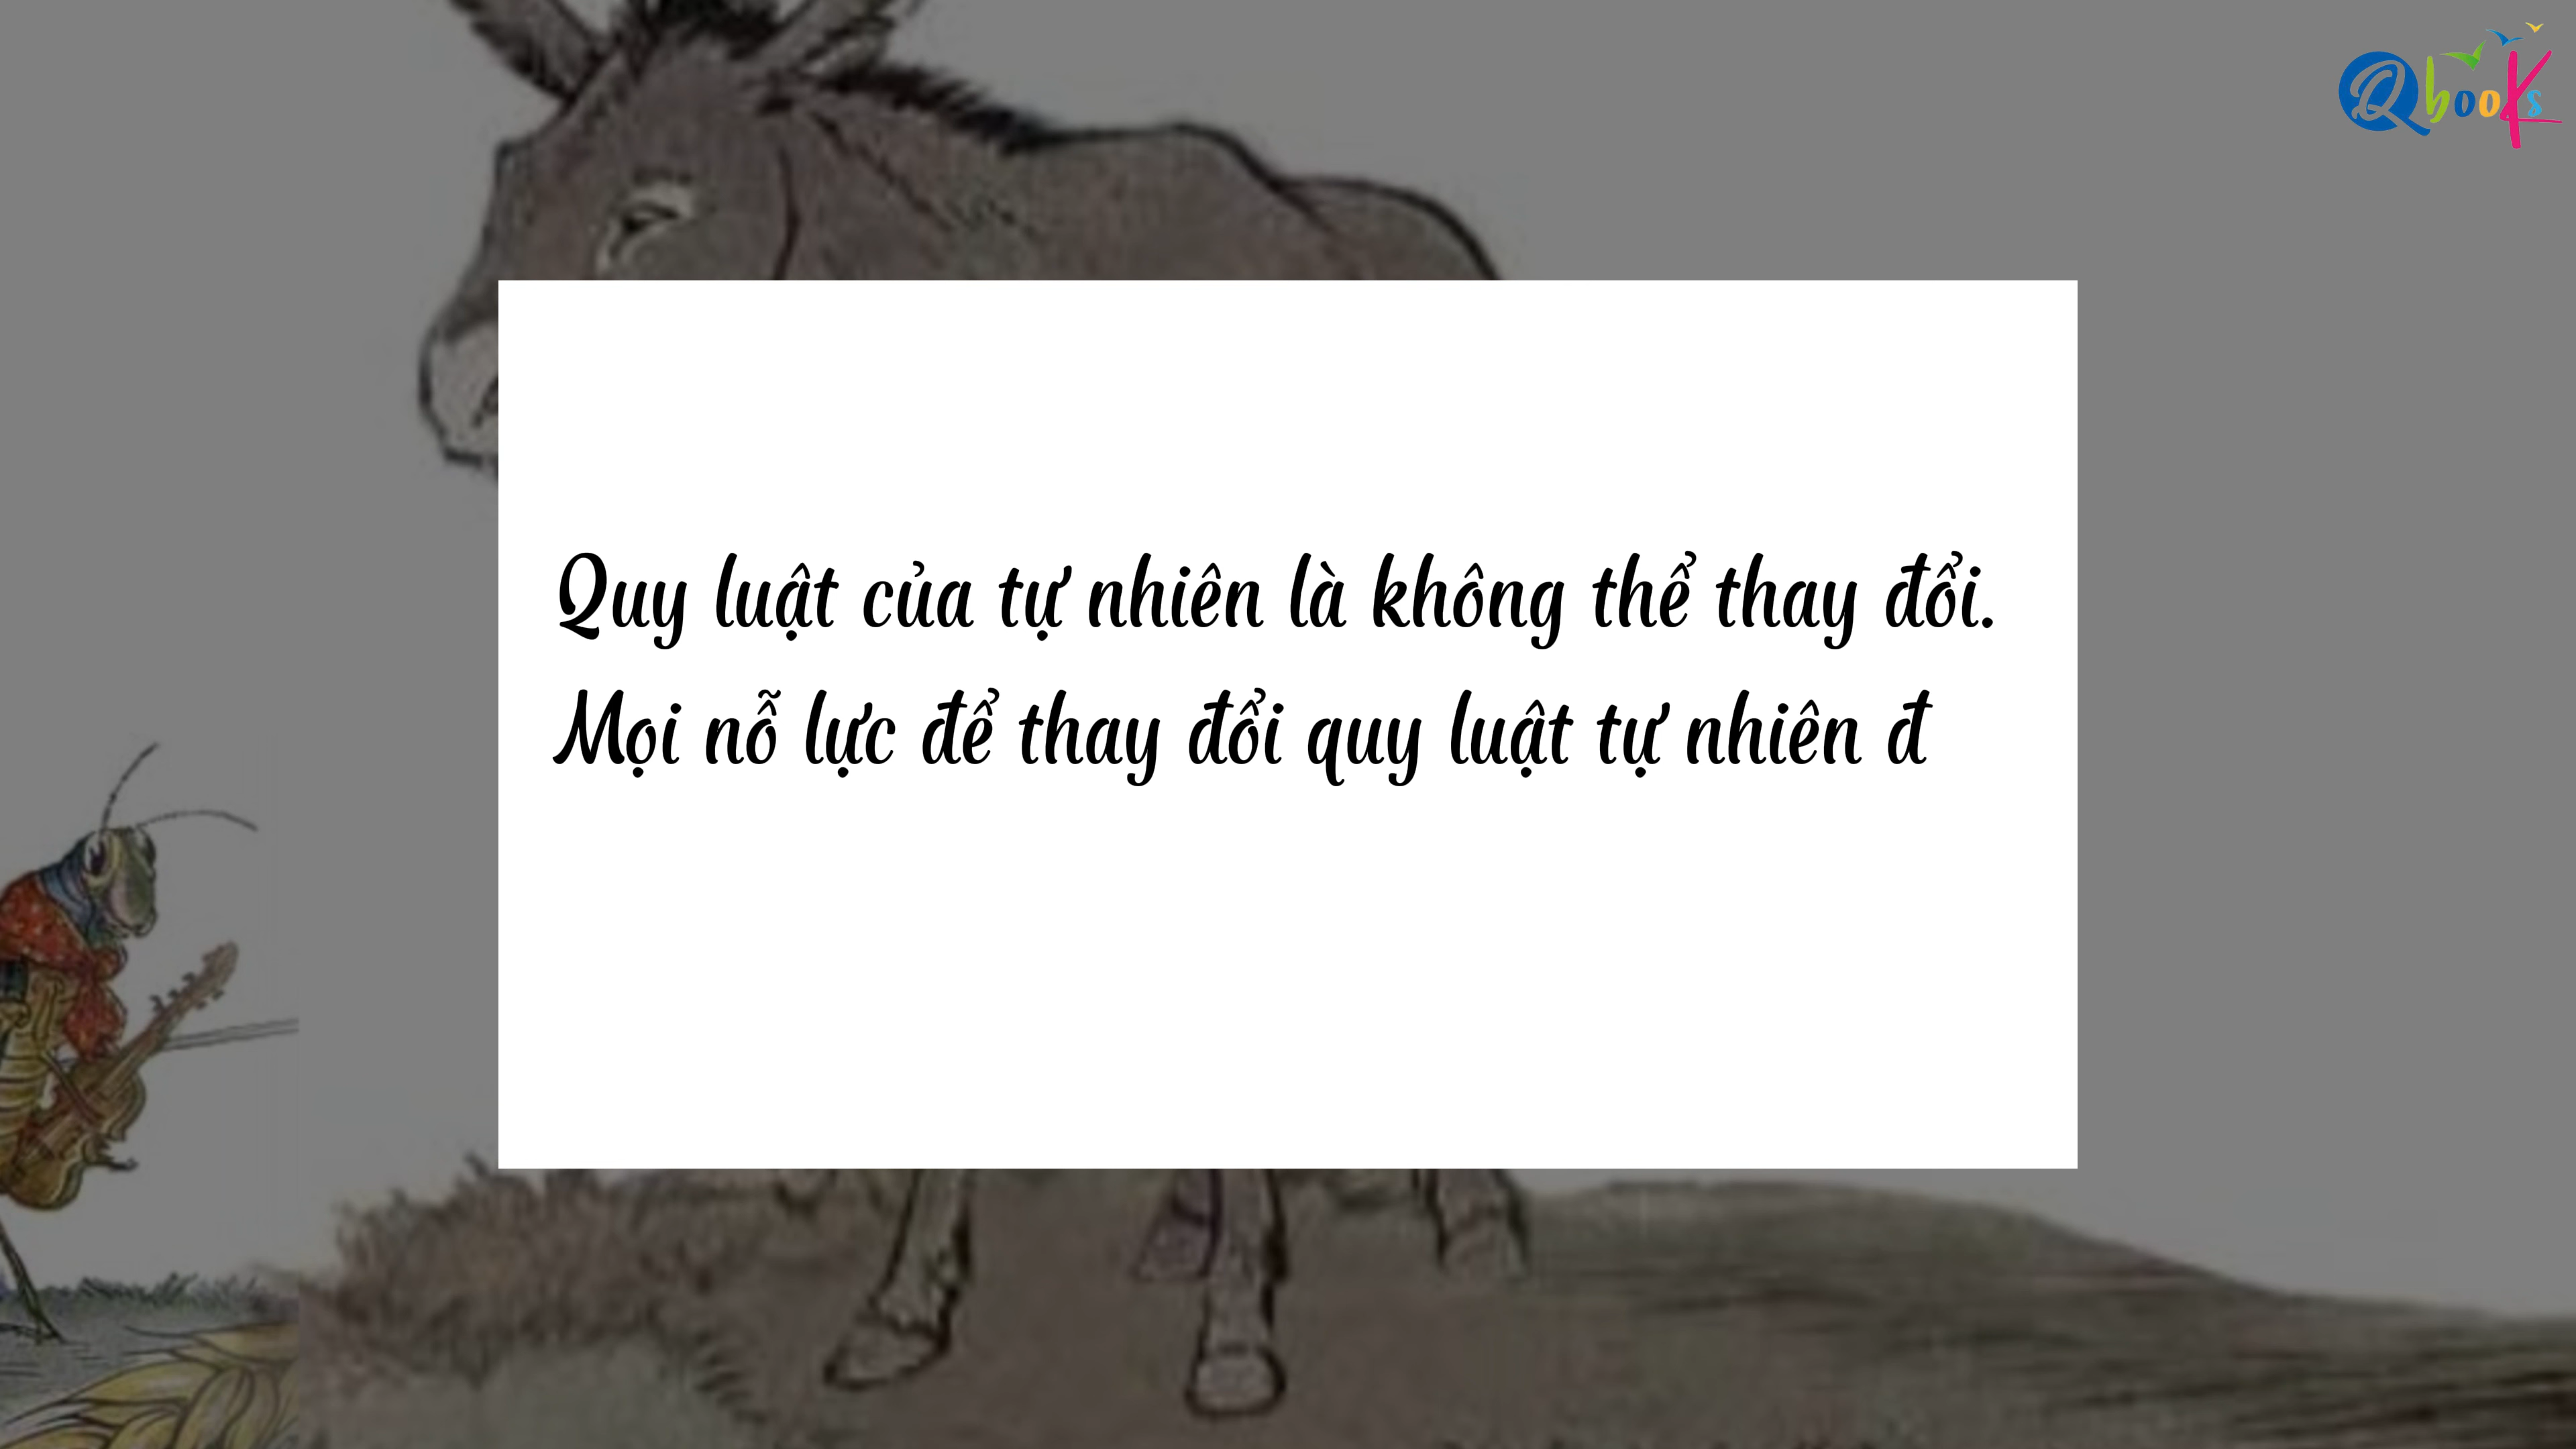 Qbooks
Quy luật của tự nhiên là không thể thay đổi.
Mọi nỗ lực để thay đổi quy luật tự nhiên đ